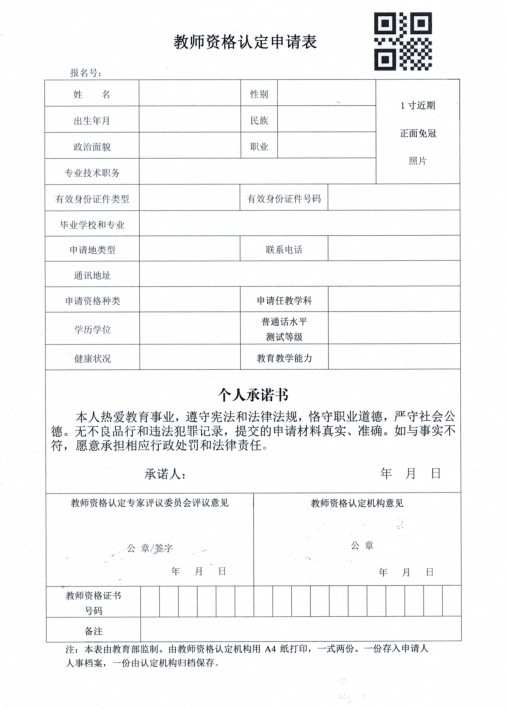 教师资格认定申请表
报名号：
姓 名
性别
1寸近期
正面免冠
照片
出生年月
民族
政治面貌
职业
专业技术职务
有效身份证件类型
有效身份证件号码
毕业学校和专业
申请地类型
联系电话
通讯地址
申请资格种类
申请任教学科
学历学位
普通话水平
测试等级
健康状况
教育教学能力
个人承诺书
本人热爱教育事业，遵守宪法和法律法规，恪守职业道德，严守社会公
德。无不良品行和违法犯罪记录，提交的申请材料真实、准确。如与事实不
符，愿意承担相应行政处罚和法律责任。
承诺人： 年 月 日
教师资格认定专家评议委员会评议意见
公 章/签字
年 月 日
教师资格认定机构意见
公 章
年 月 日
教师资格证书
号码
备注
注：本表由教育部监制，由教师资格认定机构用 A4 纸打印，一式两份。一份存入申请人
人事档案，一份由认定机构归档保存。